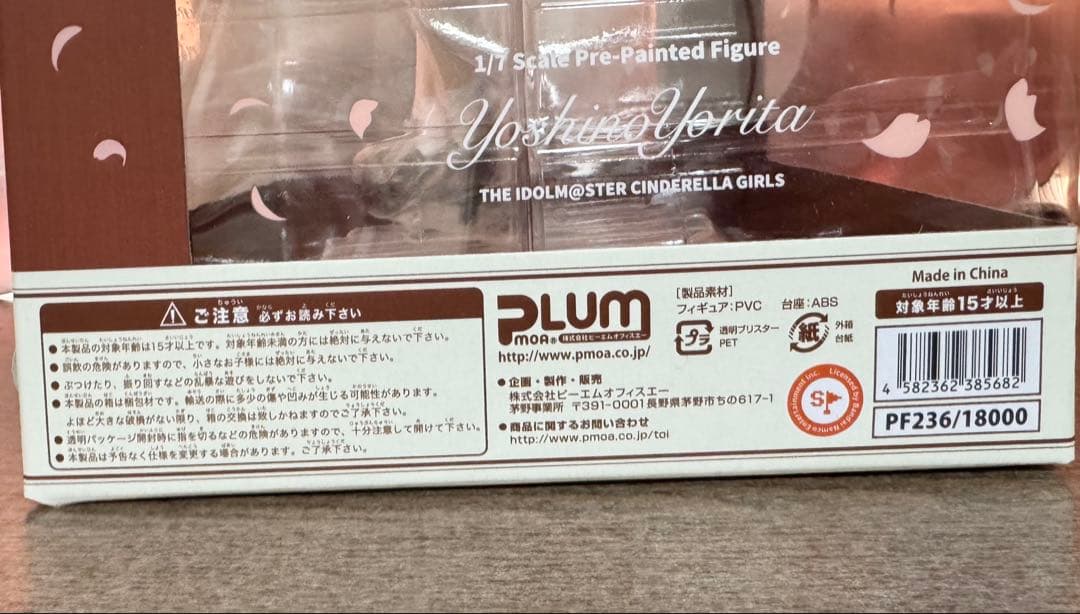 1/7 Scale Pre-Painted Figure
Yoshino Yorita
THE IDOLM@STER CINDERELLA GIRLS
ご注意 必ずお読み下さい
● 本製品の対象年齢は15才以上です。対象年齢未満の方には絶対に与えないで下さい。
● 誤飲の危険がありますので、小さなお子様には絶対に与えないで下さい。
● ぶつけたり、振り回すなどの乱暴な遊びをしないで下さい。
● 本製品の箱は梱包材です。輸送の際に多少の傷や凹みが生じる可能性があります。
よほど大きな破損がない限り、箱の交換は致しかねますのでご了承下さい。
● 透明パッケージ開封時に指を切るなどの危険がありますので、十分注意して開けて下さい。
● 本製品は予告なく仕様を変更する場合があります。ご了承下さい。
PLUM
PMOA® 株式会社ピーエムオフィスエー
http://www.pmoa.co.jp/
● 企画・製作・販売
株式会社ピーエムオフィスエー
茅野事業所 〒391-0001長野県茅野市ちの617-1
● 商品に関するお問い合わせ
http://www.pmoa.co.jp/toi
[製品素材]
フィギュア:PVC 台座:ABS
プラ 透明ブリスター
PET
紙 外箱
台紙
Licensed by Bandai Namco Entertainment Inc.
SP
Made in China
対象年齢15才以上
4 582362 385682
PF236/18000